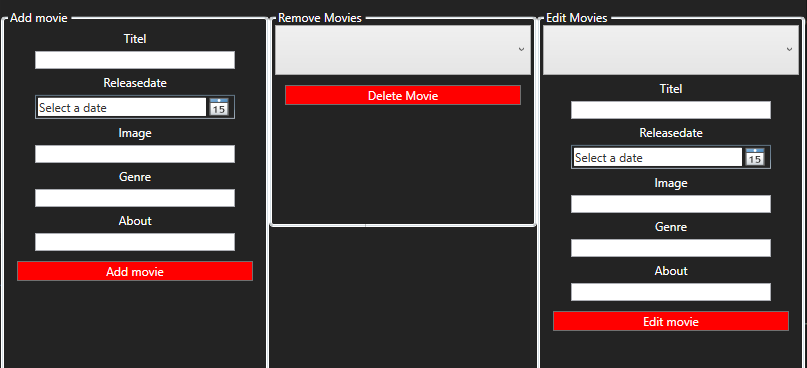 Add movie
Titel
Releasedate
Select a date
15
Image
Genre
About
Add movie
Remove Movies
Delete Movie
Edit Movies
Titel
Releasedate
Select a date
15
Image
Genre
About
Edit movie